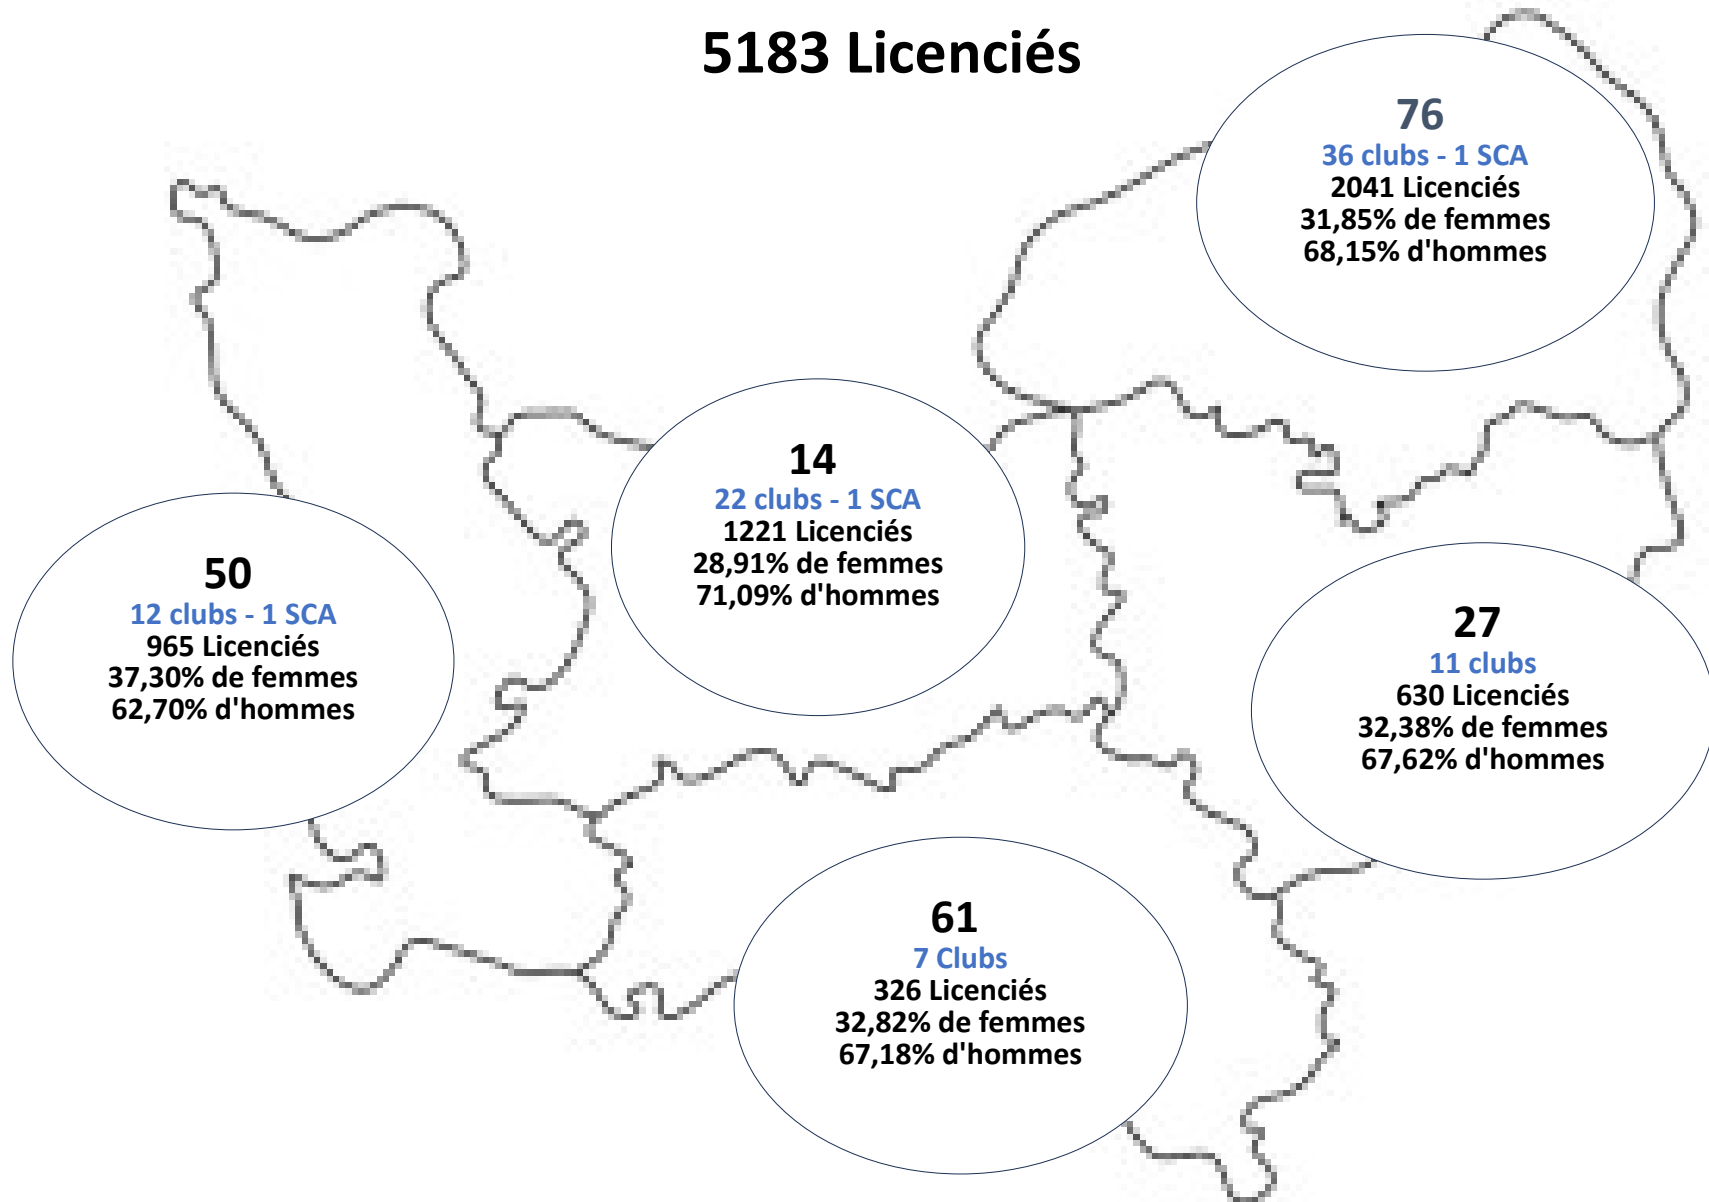 5183 Licenciés
76
36 clubs - 1 SCA
2041 Licenciés
31,85% de femmes
68,15% d'hommes
14
22 clubs - 1 SCA
1221 Licenciés
28,91% de femmes
71,09% d'hommes
50
12 clubs - 1 SCA
965 Licenciés
37,30% de femmes
62,70% d'hommes
27
11 clubs
630 Licenciés
32,38% de femmes
67,62% d'hommes
61
7 Clubs
326 Licenciés
32,82% de femmes
67,18% d'hommes